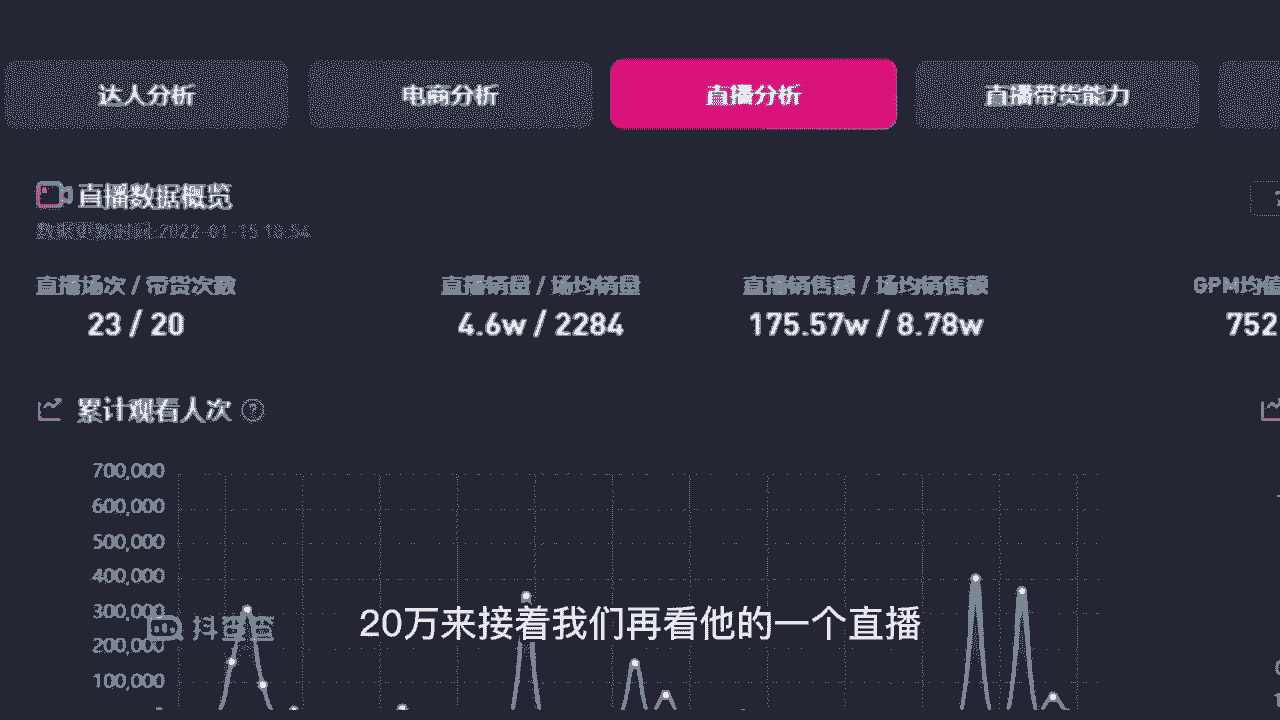 达人分析
电商分析
直播分析
直播带货能力
直播数据概览
数据更新时间:2022-01-15 18:54
直播场次 / 带货次数
23 / 20
直播销量 / 场均销量
4.6w / 2284
直播销售额 / 场均销售额
175.57w / 8.78w
GPM均值
752
累计观看人次 ?
700,000
600,000
500,000
400,000
300,000
200,000
100,000
20万来接着我们再看他的一个直播